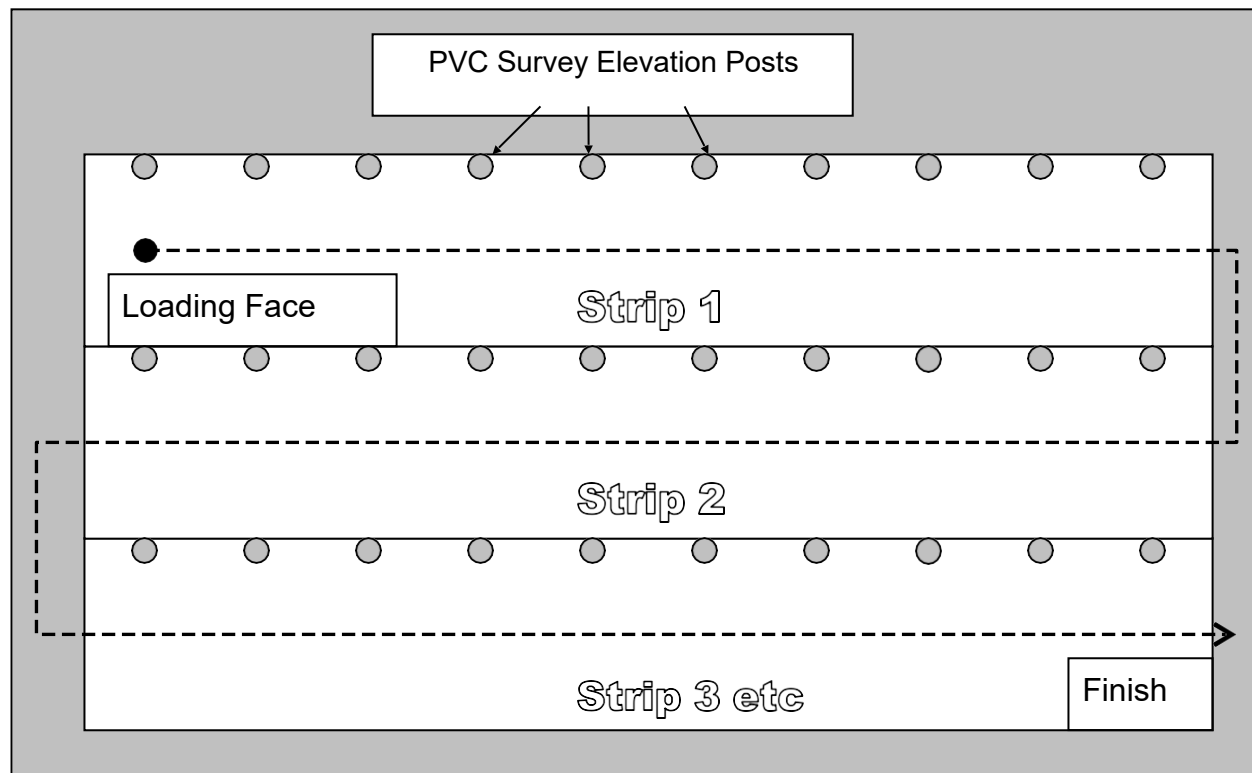 PVC Survey Elevation Posts
Loading Face
Strip 1
Strip 2
Strip 3 etc
Finish